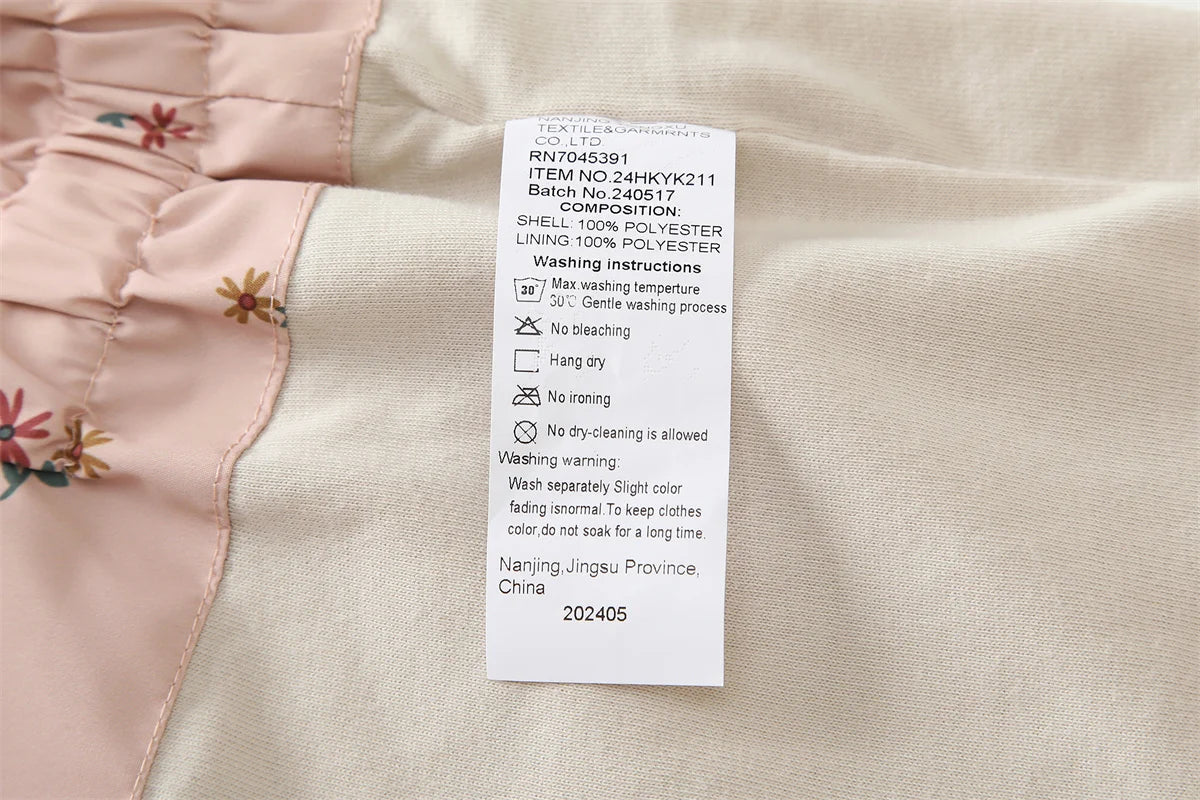 NANJING
TEXTILE&GARMRNTS
CO.,LTD.
RN7045391
ITEM NO.24HKYK211
Batch No.240517
COMPOSITION:
SHELL: 100% POLYESTER
LINING:100% POLYESTER
Washing instructions
30° Max.washing temperture
30℃ Gentle washing process
No bleaching
Hang dry
No ironing
No dry-cleaning is allowed
Washing warning:
Wash separately Slight color
fading isnormal.To keep clothes
color,do not soak for a long time.
Nanjing,Jingsu Province,
China
202405